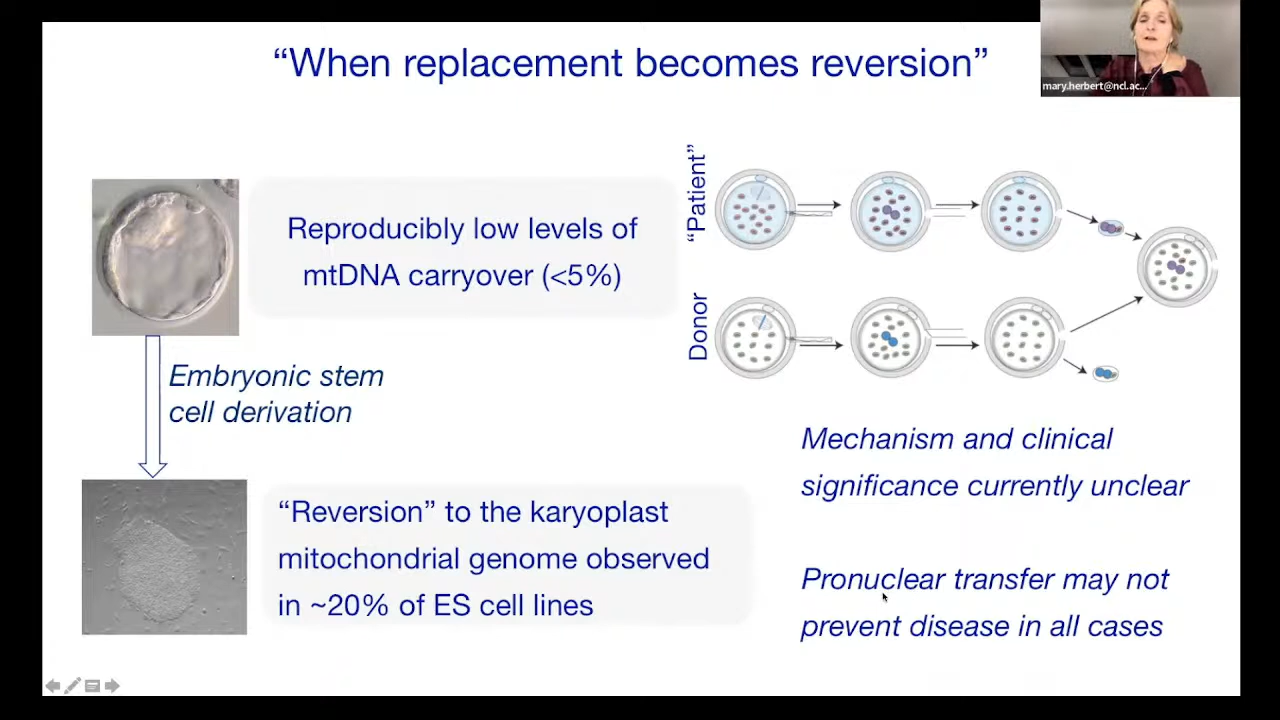 “When replacement becomes reversion”
mary.herbert@ncl.ac...
Reproducibly low levels of
mtDNA carryover (<5%)
“Patient”
Donor
Embryonic stem
cell derivation
“Reversion” to the karyoplast
mitochondrial genome observed
in ~20% of ES cell lines
Mechanism and clinical
significance currently unclear
Pronuclear transfer may not
prevent disease in all cases